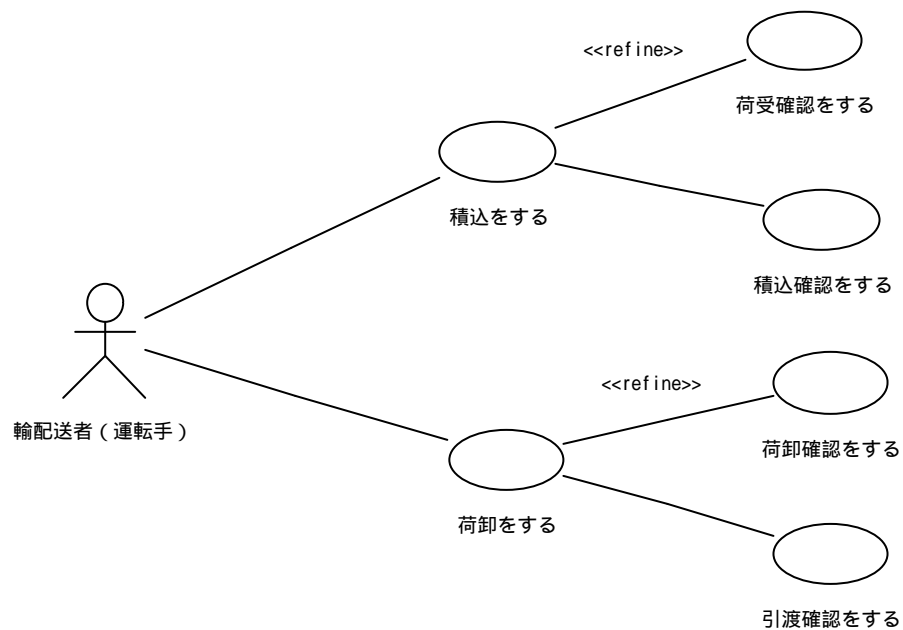 <<refine>>
荷受確認をする
積込をする
積込確認をする
<<refine>>
輸配送者（運転手）
荷卸確認をする
荷卸をする
引渡確認をする